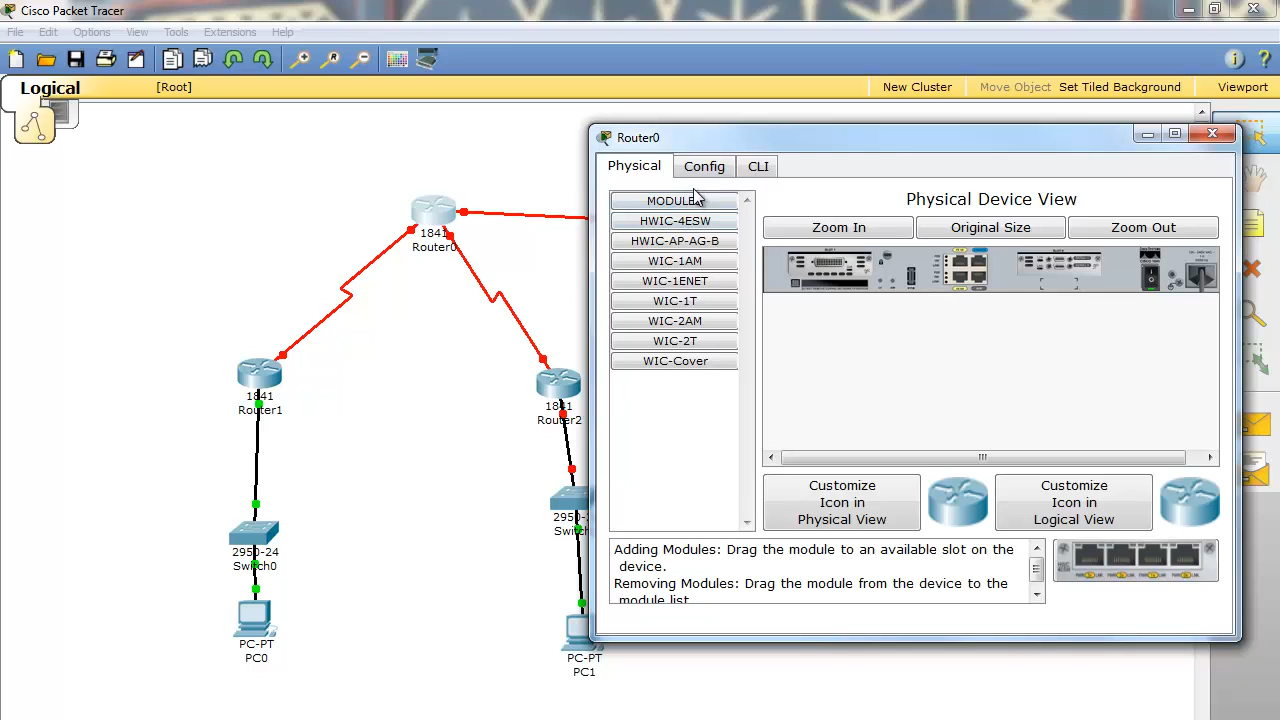 Cisco Packet Tracer
File Edit Options View Tools Extensions Help
Logical
[Root]
New Cluster
Move Object
Set Tiled Background
Viewport
1841
Router0
1841
Router1
1841
Router2
2950-24
Switch0
2950-
Switch
PC-PT
PC0
PC-PT
PC1
Router0
Physical
Config
CLI
MODULE
HWIC-4ESW
HWIC-AP-AG-B
WIC-1AM
WIC-1ENET
WIC-1T
WIC-2AM
WIC-2T
WIC-Cover
Physical Device View
Zoom In
Original Size
Zoom Out
Customize
Icon in
Physical View
Customize
Icon in
Logical View
Adding Modules: Drag the module to an available slot on the
device.
Removing Modules: Drag the module from the device to the
module list.